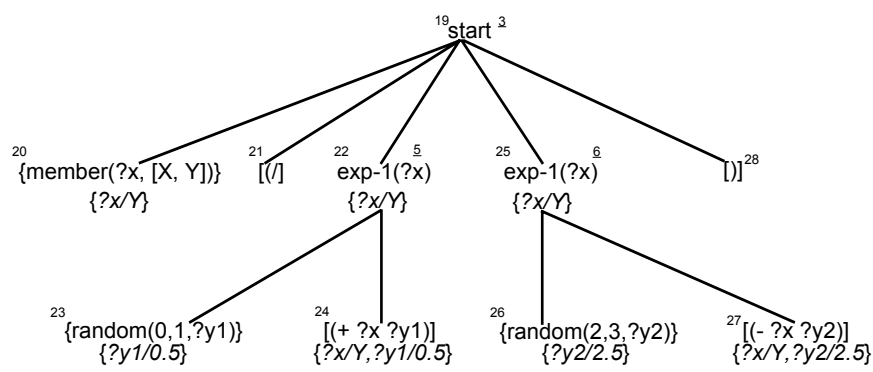 19 start 3
20 {member(?x, [X, Y])} {?x/Y}
21 [(/]
22 exp-1(?x) 5 {?x/Y}
25 exp-1(?x) 6 {?x/Y}
[)] 28
23 {random(0,1,?y1)} {?y1/0.5}
24 [(+ ?x ?y1)] {?x/Y,?y1/0.5}
26 {random(2,3,?y2)} {?y2/2.5}
27 [(- ?x ?y2)] {?x/Y,?y2/2.5}